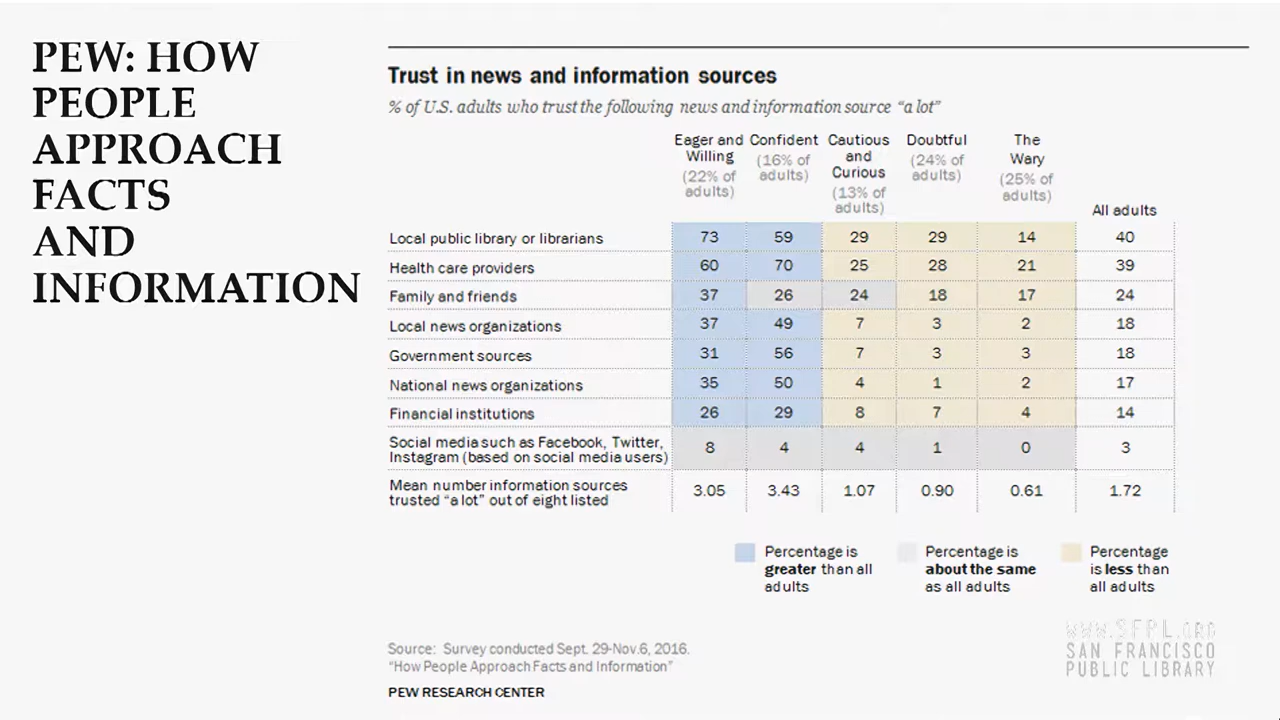 PEW: HOW
PEOPLE
APPROACH
FACTS
AND
INFORMATION
Trust in news and information sources
% of U.S. adults who trust the following news and information source “a lot”
Eager and Willing (22% of adults) Confident (16% of adults) Cautious and Curious (13% of adults) Doubtful (24% of adults) The Wary (25% of adults) All adults
Local public library or librarians 73 59 29 29 14 40
Health care providers 60 70 25 28 21 39
Family and friends 37 26 24 18 17 24
Local news organizations 37 49 7 3 2 18
Government sources 31 56 7 3 3 18
National news organizations 35 50 4 1 2 17
Financial institutions 26 29 8 7 4 14
Social media such as Facebook, Twitter,
Instagram (based on social media users) 8 4 4 1 0 3
Mean number information sources
trusted “a lot” out of eight listed 3.05 3.43 1.07 0.90 0.61 1.72
Percentage is
greater than all
adults
Percentage is
about the same
as all adults
Percentage
is less than
all adults
Source: Survey conducted Sept. 29-Nov.6, 2016.
“How People Approach Facts and Information”
PEW RESEARCH CENTER
WWW.SFPL.ORG
SAN FRANCISCO
PUBLIC LIBRARY